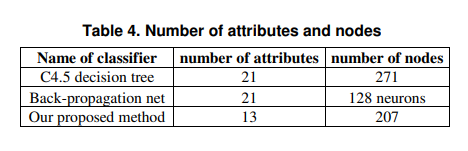 Table 4. Number of attributes and nodes
Name of classifier number of attributes number of nodes
C4.5 decision tree 21 271
Back-propagation net 21 128 neurons
Our proposed method 13 207